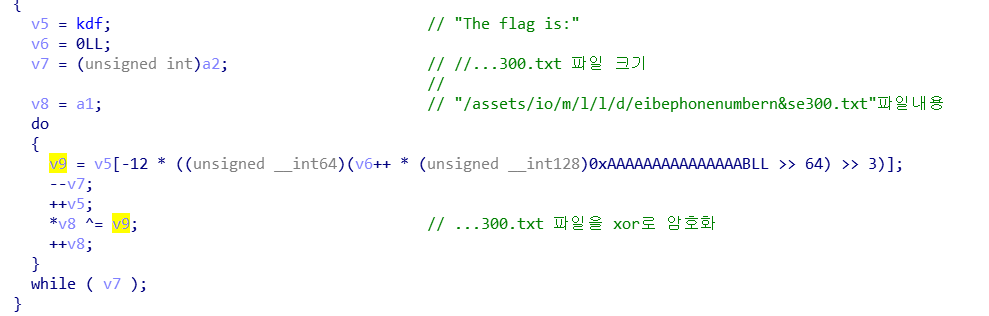 {
v5 = kdf; // "The flag is:"
v6 = 0LL;
v7 = (unsigned int)a2; // //...300.txt 파일 크기
//
v8 = a1; // "/assets/io/m/l/l/d/eibephonenumbern&se300.txt"파일내용
do
{
v9 = v5[-12 * ((unsigned __int64)(v6++ * (unsigned __int128)0xAAAAAAAAAAAAAAABLL >> 64) >> 3)];
--v7;
++v5;
*v8 ^= v9; // ...300.txt 파일을 xor로 암호화
++v8;
}
while ( v7 );
}